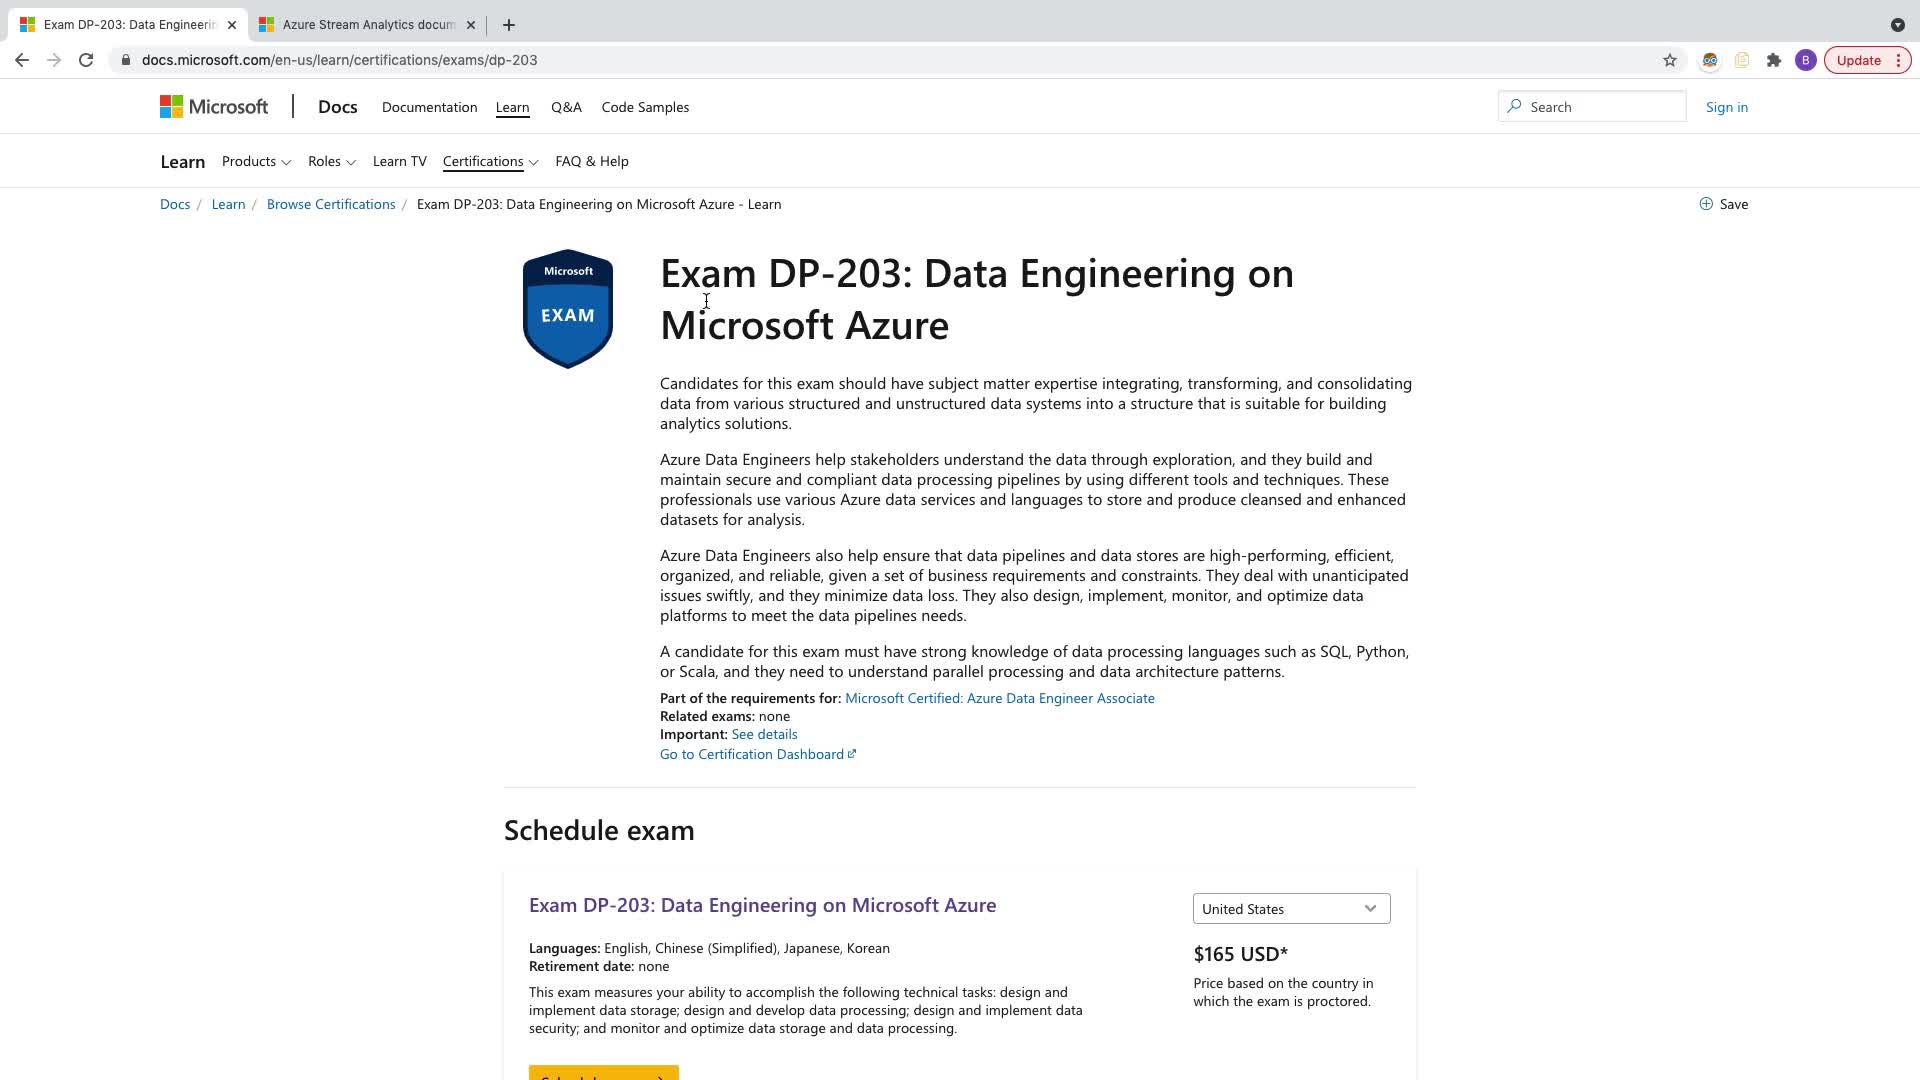 Exam DP-203: Data Engineerin
Azure Stream Analytics docum
docs.microsoft.com/en-us/learn/certifications/exams/dp-203
B
Update
Microsoft
Docs
Documentation
Learn
Q&A
Code Samples
Search
Sign in
Learn
Products
Roles
Learn TV
Certifications
FAQ & Help
Docs / Learn / Browse Certifications / Exam DP-203: Data Engineering on Microsoft Azure - Learn
Save
Microsoft
EXAM
Exam DP-203: Data Engineering on
Microsoft Azure
Candidates for this exam should have subject matter expertise integrating, transforming, and consolidating
data from various structured and unstructured data systems into a structure that is suitable for building
analytics solutions.
Azure Data Engineers help stakeholders understand the data through exploration, and they build and
maintain secure and compliant data processing pipelines by using different tools and techniques. These
professionals use various Azure data services and languages to store and produce cleansed and enhanced
datasets for analysis.
Azure Data Engineers also help ensure that data pipelines and data stores are high-performing, efficient,
organized, and reliable, given a set of business requirements and constraints. They deal with unanticipated
issues swiftly, and they minimize data loss. They also design, implement, monitor, and optimize data
platforms to meet the data pipelines needs.
A candidate for this exam must have strong knowledge of data processing languages such as SQL, Python,
or Scala, and they need to understand parallel processing and data architecture patterns.
Part of the requirements for: Microsoft Certified: Azure Data Engineer Associate
Related exams: none
Important: See details
Go to Certification Dashboard
Schedule exam
Exam DP-203: Data Engineering on Microsoft Azure
Languages: English, Chinese (Simplified), Japanese, Korean
Retirement date: none
This exam measures your ability to accomplish the following technical tasks: design and
implement data storage; design and develop data processing; design and implement data
security; and monitor and optimize data storage and data processing.
United States
$165 USD*
Price based on the country in
which the exam is proctored.